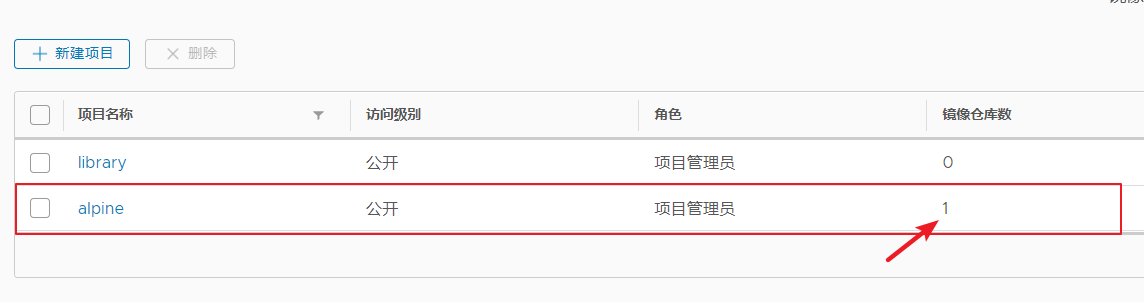 新建项目 删除
项目名称 访问级别 角色 镜像仓库数
library 公开 项目管理员 0
alpine 公开 项目管理员 1